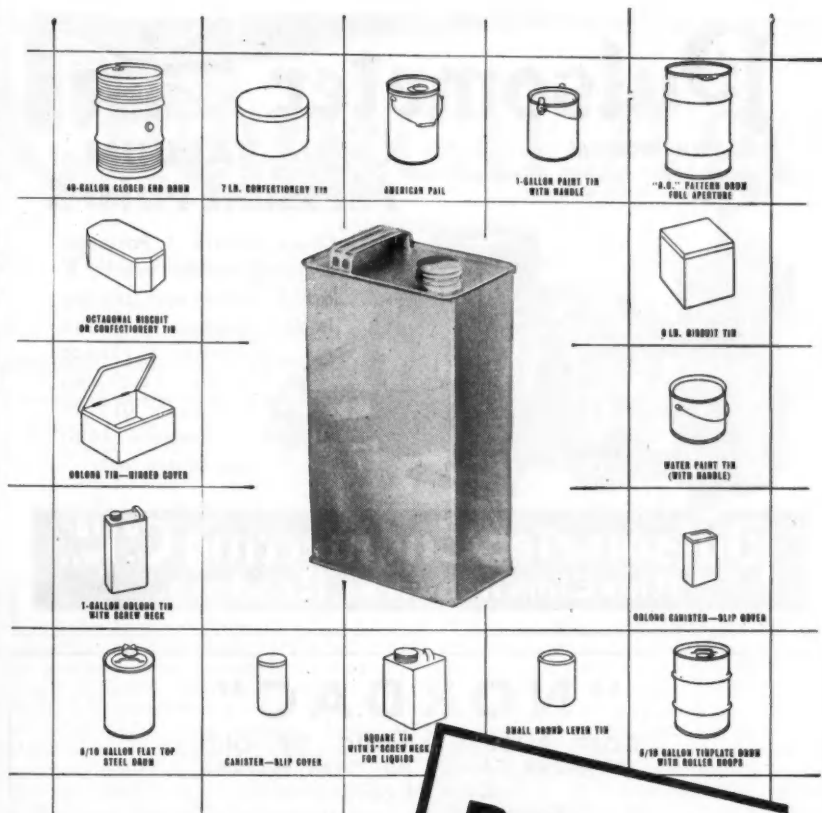 40-GALLON CLOSED END DRUM
7 LB. CONFECTIONERY TIN
AMERICAN PAIL
1-GALLON PAINT TIN
WITH HANDLE
PATTERN DRUM
FULL APERTURE
OCTAGONAL BISCUIT
OR CONFECTIONERY TIN
BISCUIT TIN
OBLONG TIN—HINGED COVER
WATER PAINT TIN
(WITH HANDLE)
1-GALLON OBLONG TIN
WITH SCREW NECK
OBLONG CANISTER—SLIP COVER
GALLON FLAT TOP
STEEL DRUM
CANISTER—SLIP COVER
SQUARE TIN
WITH 3" SCREW NECK
FOR LIQUIDS
SMALL ROUND LEVER TIN
GALLON TINPLATE DRUM
WITH ROLLER HOOPS